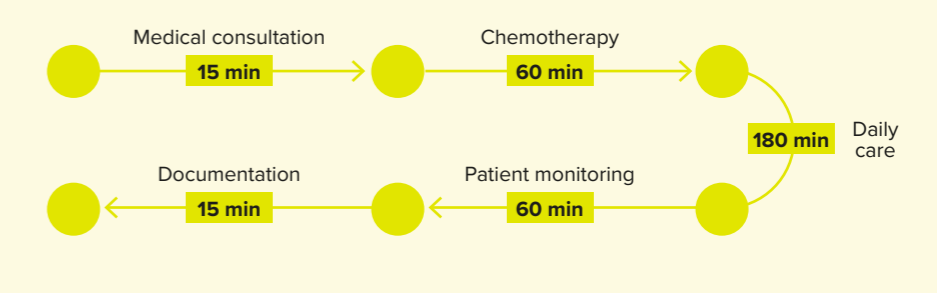 Medical consultation
15 min
Chemotherapy
60 min
180 min
Daily
care
Patient monitoring
60 min
Documentation
15 min